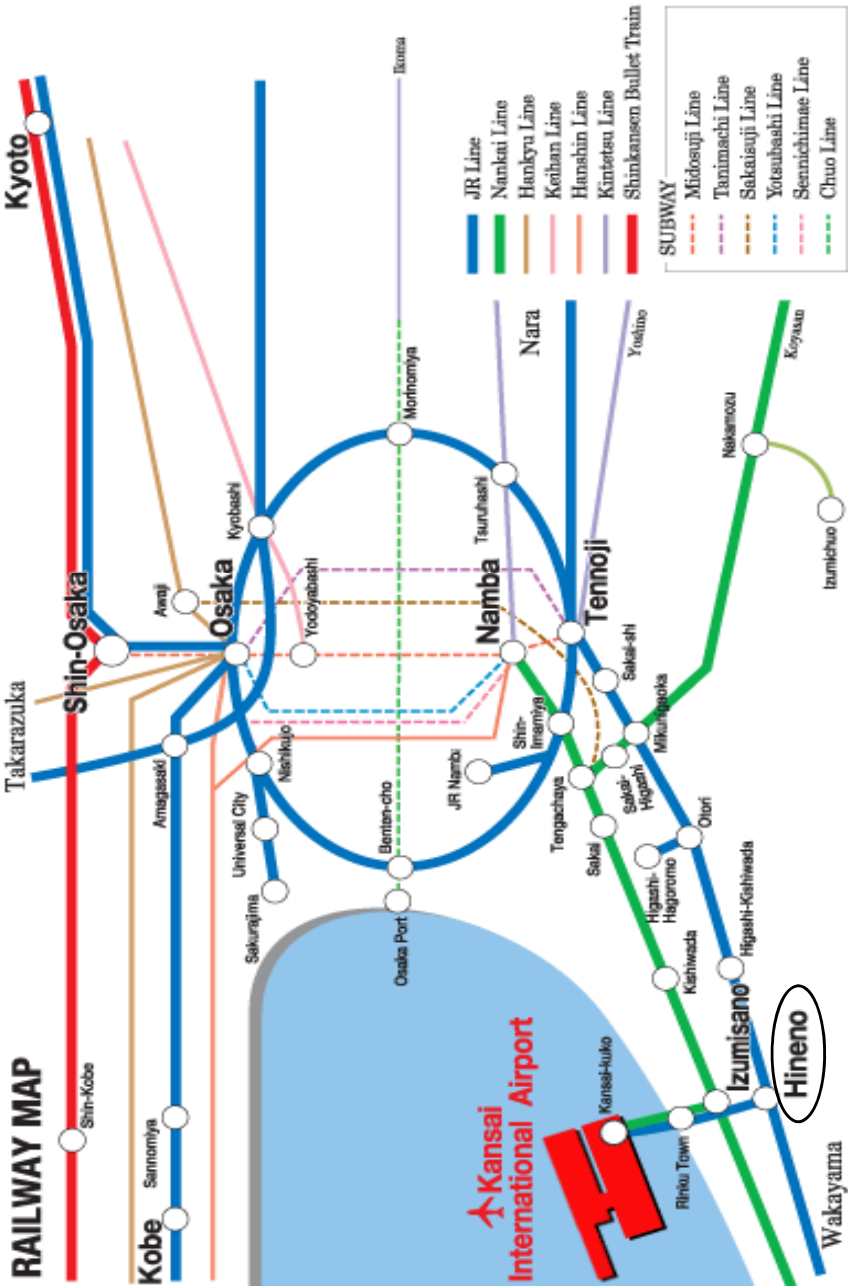 RAILWAY MAP
Takarazuka
Kyoto
Shin-Kobe
Shin-Osaka
Kobe
Sannomiya
Amagasaki
Awaji
Osaka
Kyobashi
Universal City
Nishikujo
Sakurajima
Yodoyabashi
Osaka Port
Benten-cho
Morinomiya
Ikoma
JR Namba
Namba
Tsuruhashi
Kansai
International Airport
Shin-
Imamiya
Nara
Tengachaya
Tennoji
Kansai-kuko
Sakai
Sakai-
Higashi
Sakai-shi
Yoshino
Higashi-
Hagoromo
Mikunigaoka
Kishiwada
Otori
Rinku Town
Izumisano
Higashi-Kishiwada
Nakamozu
Koyasan
Hineno
Wakayama
Izumichuo
JR Line
Nankai Line
Hankyu Line
Keihan Line
Hanshin Line
Kintetsu Line
Shinkansen Bullet Train
SUBWAY
Midosuji Line
Tanimachi Line
Sakaisuji Line
Yotsubashi Line
Sennichimae Line
Chuo Line